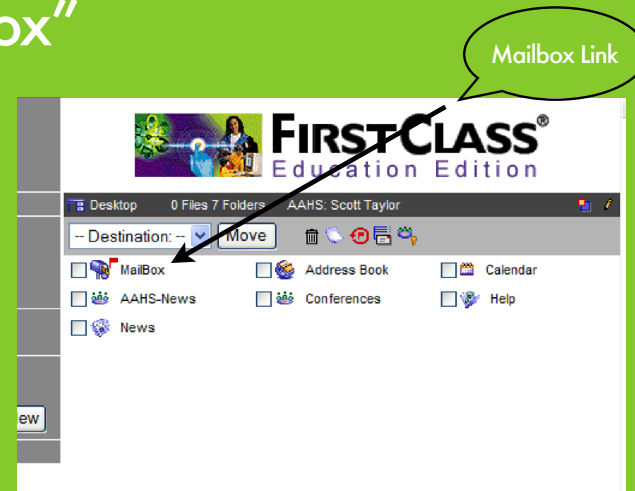 ox”
Mailbox Link
FIRSTCLASS®
Education Edition
Desktop 0 Files 7 Folders AAHS: Scott Taylor
-- Destination: -- Move
MailBox Address Book Calendar
AAHS-News Conferences Help
News
ew